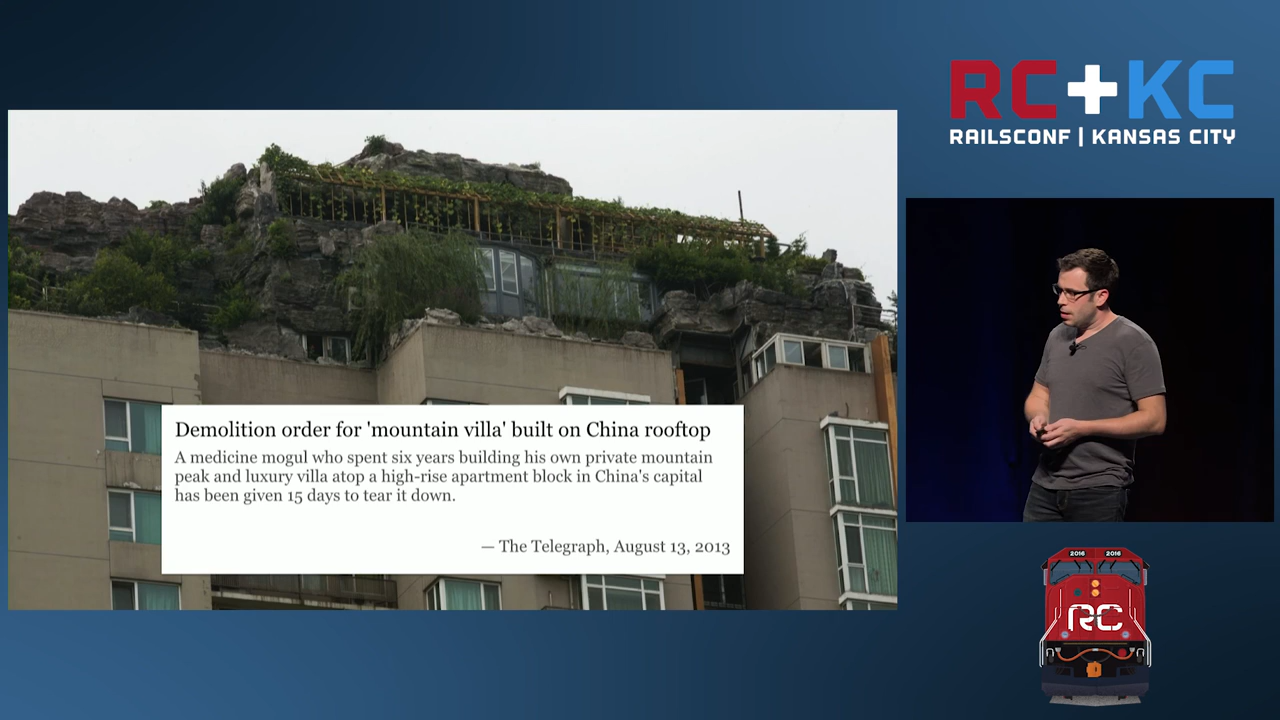 RC+KC
RAILSCONF | KANSAS CITY
Demolition order for 'mountain villa' built on China rooftop
A medicine mogul who spent six years building his own private mountain
peak and luxury villa atop a high-rise apartment block in China's capital
has been given 15 days to tear it down.
— The Telegraph, August 13, 2013
2016 2016
RC